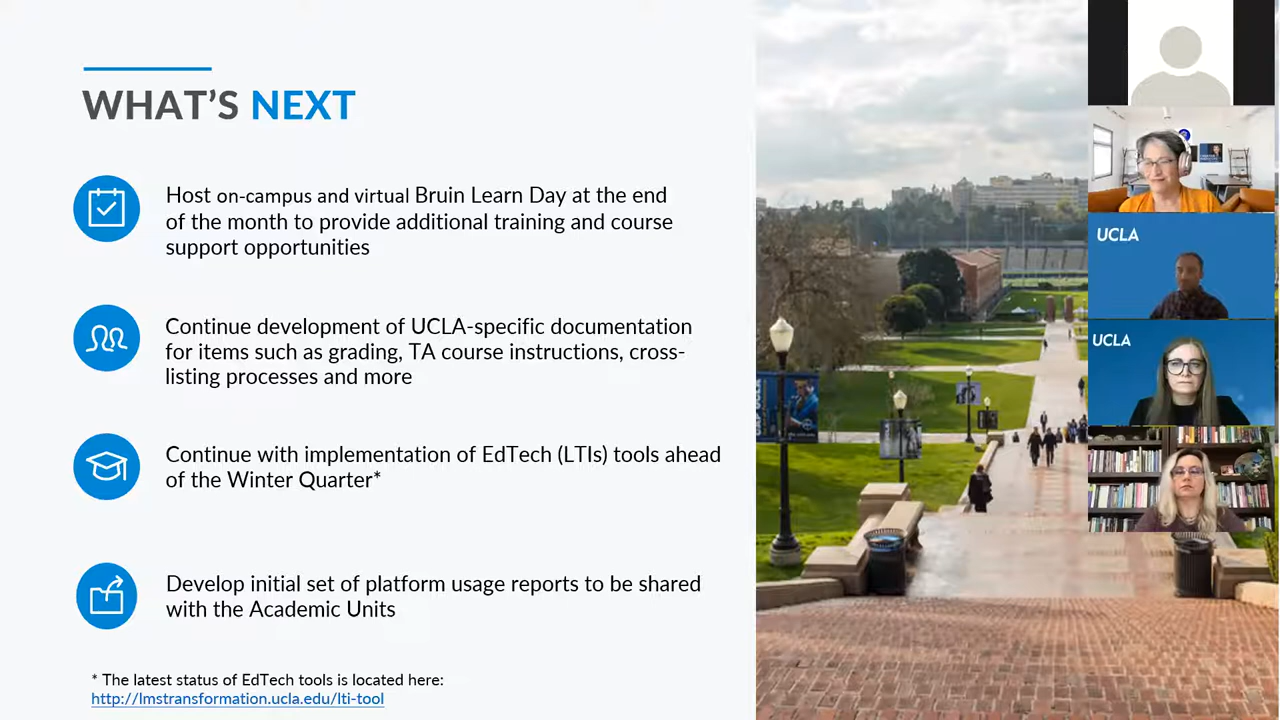 WHAT'S NEXT
Host on-campus and virtual Bruin Learn Day at the end
of the month to provide additional training and course
support opportunities
Continue development of UCLA-specific documentation
for items such as grading, TA course instructions, cross-
listing processes and more
Continue with implementation of EdTech (LTIs) tools ahead
of the Winter Quarter*
Develop initial set of platform usage reports to be shared
with the Academic Units
* The latest status of EdTech tools is located here:
http://lmstransformation.ucla.edu/lti-tool
UCLA
UCLA